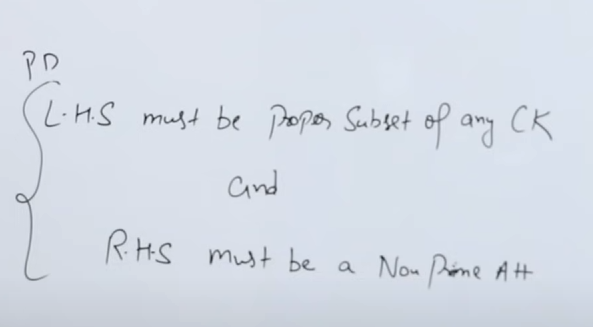 PD
L.H.S must be Proper Subset of any CK
and
R.H.S must be a Non Prime Att